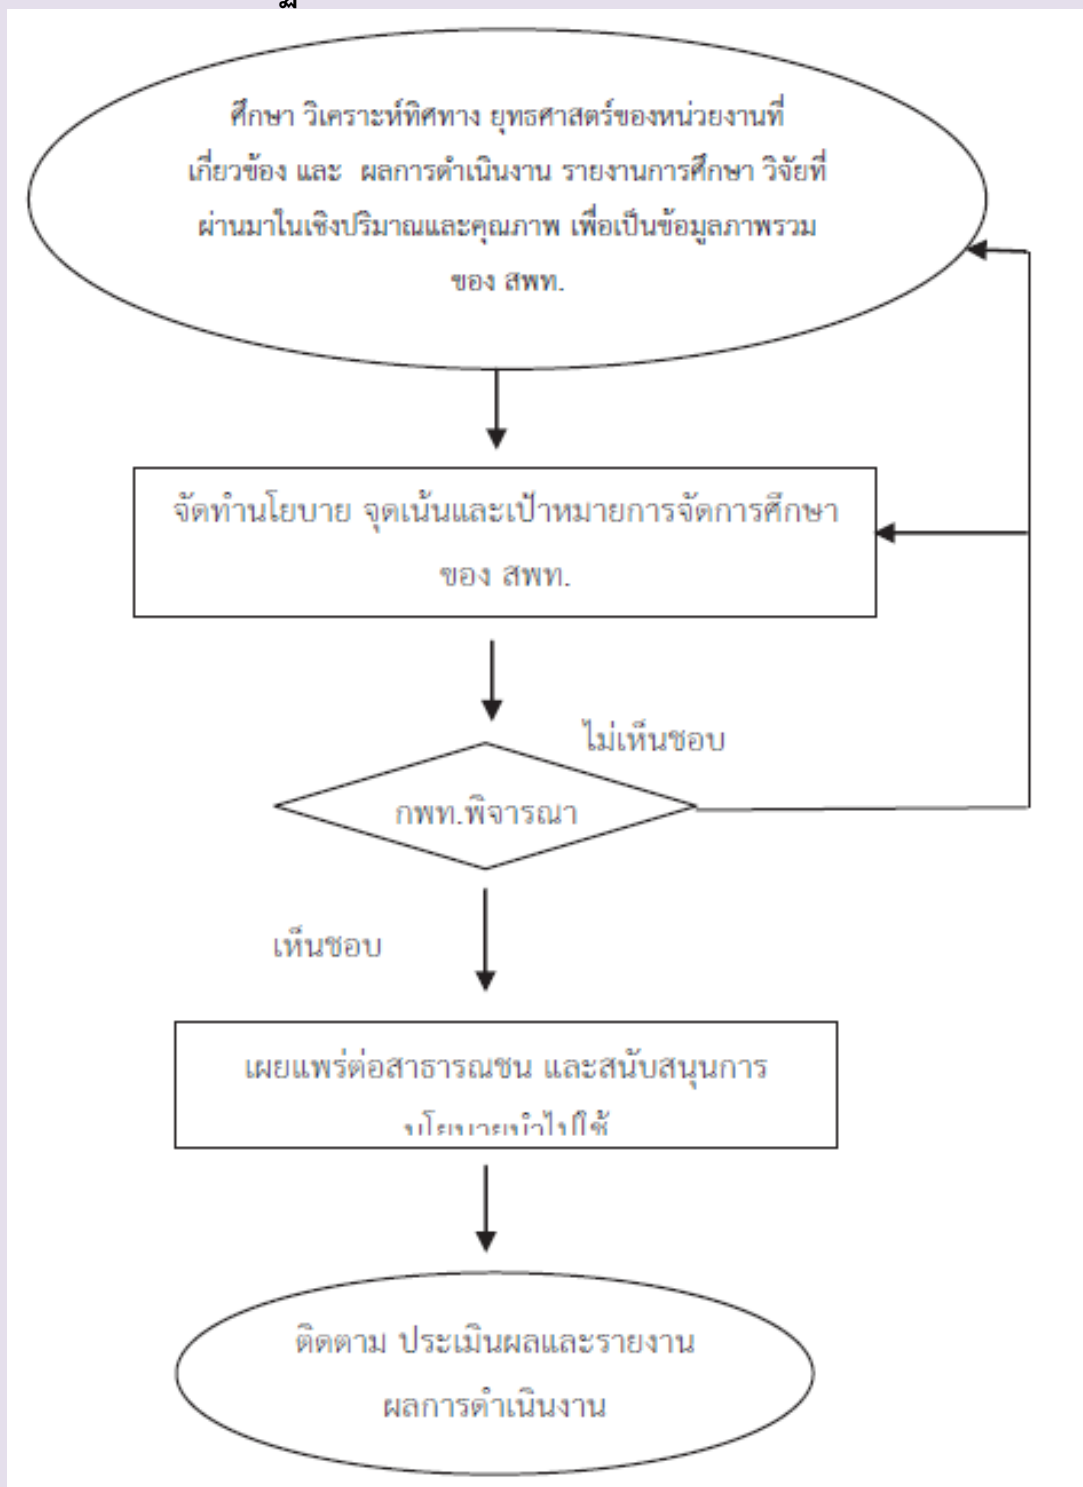 ศึกษา วิเคราะห์ทิศทาง ยุทธศาสตร์ของหน่วยงานที่
เกี่ยวข้อง และ ผลการดำเนินงาน รายงานการศึกษา วิจัยที่
ผ่านมาในเชิงปริมาณและคุณภาพ เพื่อเป็นข้อมูลภาพรวม
ของ สพท.
จัดทำนโยบาย จุดเน้นและเป้าหมายการจัดการศึกษา
ของ สพท.
ไม่เห็นชอบ
กพท.พิจารณา
เห็นชอบ
เผยแพร่ต่อสาธารณชน และสนับสนุนการ
นโยบายนำไปใช้
ติดตาม ประเมินผลและรายงาน
ผลการดำเนินงาน